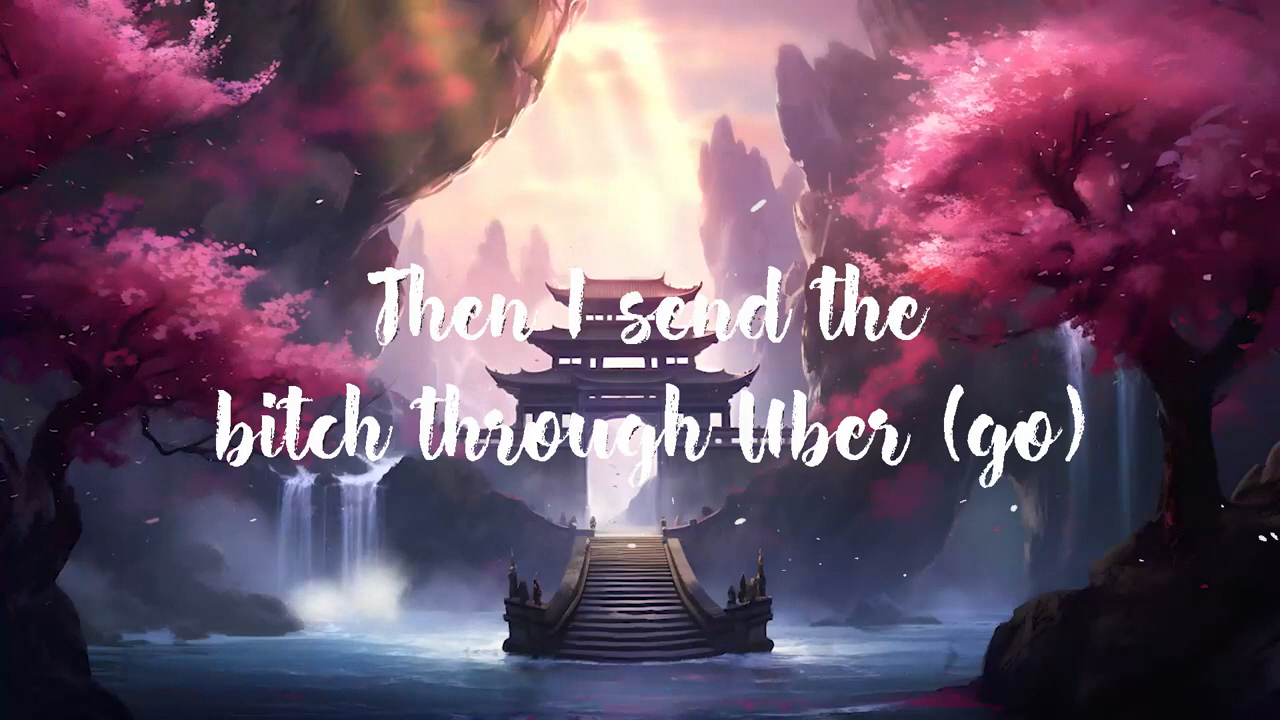 Then I send the
bitch through Uber (go)